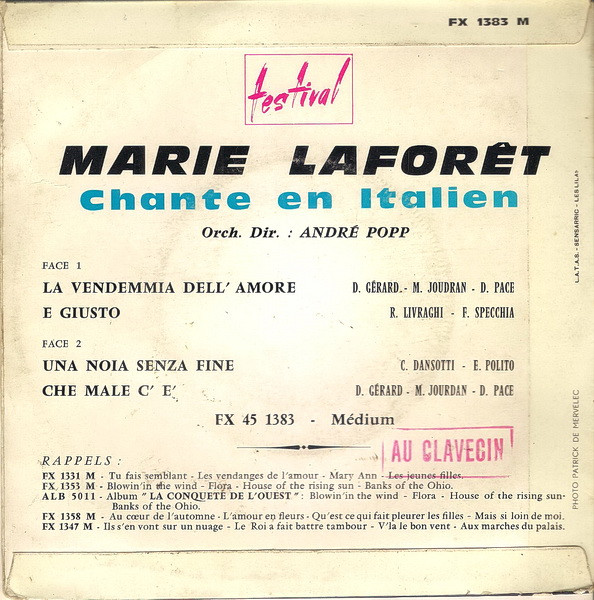 FX 1383 M
festival
MARIE LAFORÊT
Chante en Italien
Orch. Dir. : ANDRÉ POPP
FACE 1
LA VENDEMMIA DELL' AMORE D. GÉRARD. - M. JOUDRAN - D. PACE
E GIUSTO R. LIVRAGHI - F. SPECCHIA
FACE 2
UNA NOIA SENZA FINE C. DANSOTTI - E. POLITO
CHE MALE C' E' D. GÉRARD - M. JOURDAN - D. PACE
FX 45 1383 - Médium
AU CLAVECIN
RAPPELS :
FX 1331 M - Tu fais semblant - Les vendanges de l'amour - Mary Ann - Les jeunes filles.
FX 1353 M - Blowin'in the wind - Flora - House of the rising sun - Banks of the Ohio.
ALB 5011 - Album "LA CONQUETE DE L'OUEST" : Blowin'in the wind - Flora - House of the rising sun-
Banks of the Ohio.
FX 1358 M - Au cœur de l'automne - L'amour en fleurs - Qu'est ce qui fait pleurer les filles - Mais si loin de moi.
FX 1347 M - Ils s'en vont sur un nuage - Le Roi a fait battre tambour - V'la le bon vent - Aux marches du palais.
L.A.T.A.S. - SENSARRIC - LES LILAS
PHOTO PATRICK DE MERVELEC